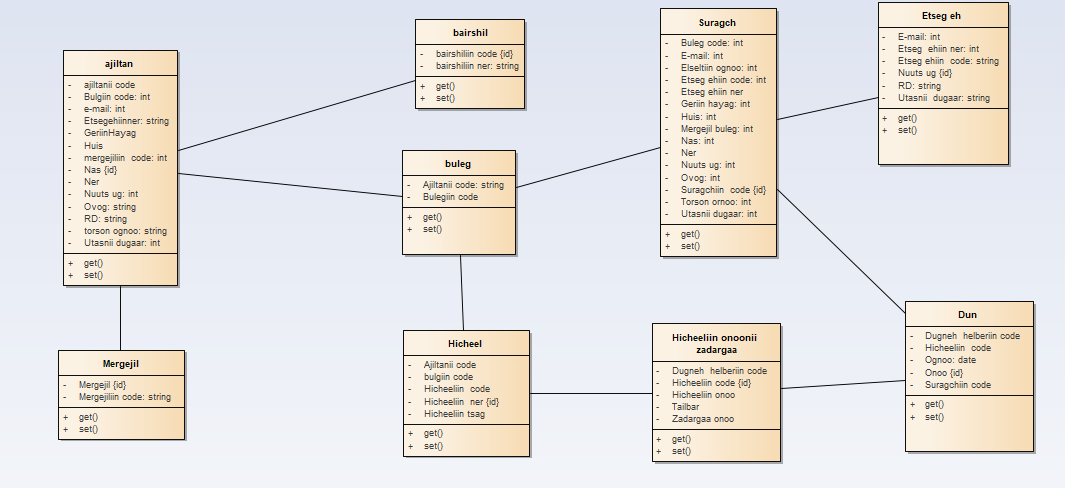 ajiltan
- ajiltanii code
- Bulgiin code: int
- e-mail: int
- Etsegehiinner: string
- GeriinHayag
- Huis
- mergejiliin code: int
- Nas {id}
- Ner
- Nuuts ug: int
- Ovog: string
- RD: string
- torson ognoo: string
- Utasnii dugaar: int
+ get()
+ set()
bairshil
- bairshiliin code {id}
- bairshiliin ner: string
+ get()
+ set()
Suragch
- Buleg code: int
- E-mail: int
- Elseltiin ognoo: int
- Etseg ehiin code: int
- Etseg ehiin ner
- Geriin hayag: int
- Huis: int
- Mergejil buleg: int
- Nas: int
- Ner
- Nuuts ug: int
- Ovog: int
- Suragchiin code {id}
- Torson ornoo: int
- Utasnii dugaar: int
+ get()
+ set()
Etseg eh
- E-mail: int
- Etseg ehiin ner: int
- Etseg ehiin code: string
- Nuuts ug {id}
- RD: string
- Utasnii dugaar: string
+ get()
+ set()
buleg
- Ajiltanii code: string
- Bulegiin code
+ get()
+ set()
Mergejil
- Mergejil {id}
- Mergejiliin code: string
+ get()
+ set()
Hicheel
- Ajiltanii code
- bulgiin code
- Hicheeliin code
- Hicheeliin ner {id}
- Hicheeliin tsag
+ get()
+ set()
Hicheeliin onoonii
zadargaa
- Dugneh helberiin code
- Hicheeliin code {id}
- Hicheeliin onoo
- Tailbar
- Zadargaa onoo
+ get()
+ set()
Dun
- Dugneh helberiin code
- Hicheeliin code
- Ognoo: date
- Onoo {id}
- Suragchiin code
+ get()
+ set()